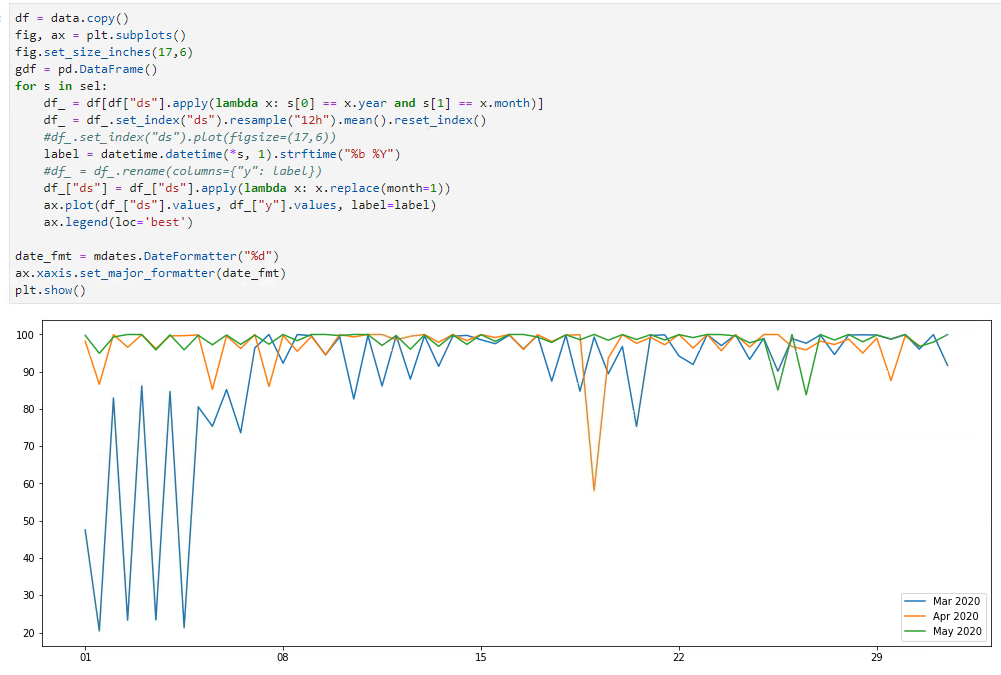 df = data.copy()
fig, ax = plt.subplots()
fig.set_size_inches(17,6)
gdf = pd.DataFrame()
for s in sel:
    df_ = df[df["ds"].apply(lambda x: s[0] == x.year and s[1] == x.month)]
    df_ = df_.set_index("ds").resample("12h").mean().reset_index()
    #df_.set_index("ds").plot(figsize=(17,6))
    label = datetime.datetime(*s, 1).strftime("%b %Y")
    #df_ = df_.rename(columns={"y": label})
    df_["ds"] = df_["ds"].apply(lambda x: x.replace(month=1))
    ax.plot(df_["ds"].values, df_["y"].values, label=label)
    ax.legend(loc='best')

date_fmt = mdates.DateFormatter("%d")
ax.xaxis.set_major_formatter(date_fmt)
plt.show()
100
90
80
70
60
50
40
30
20
Mar 2020
Apr 2020
May 2020
01 08 15 22 29